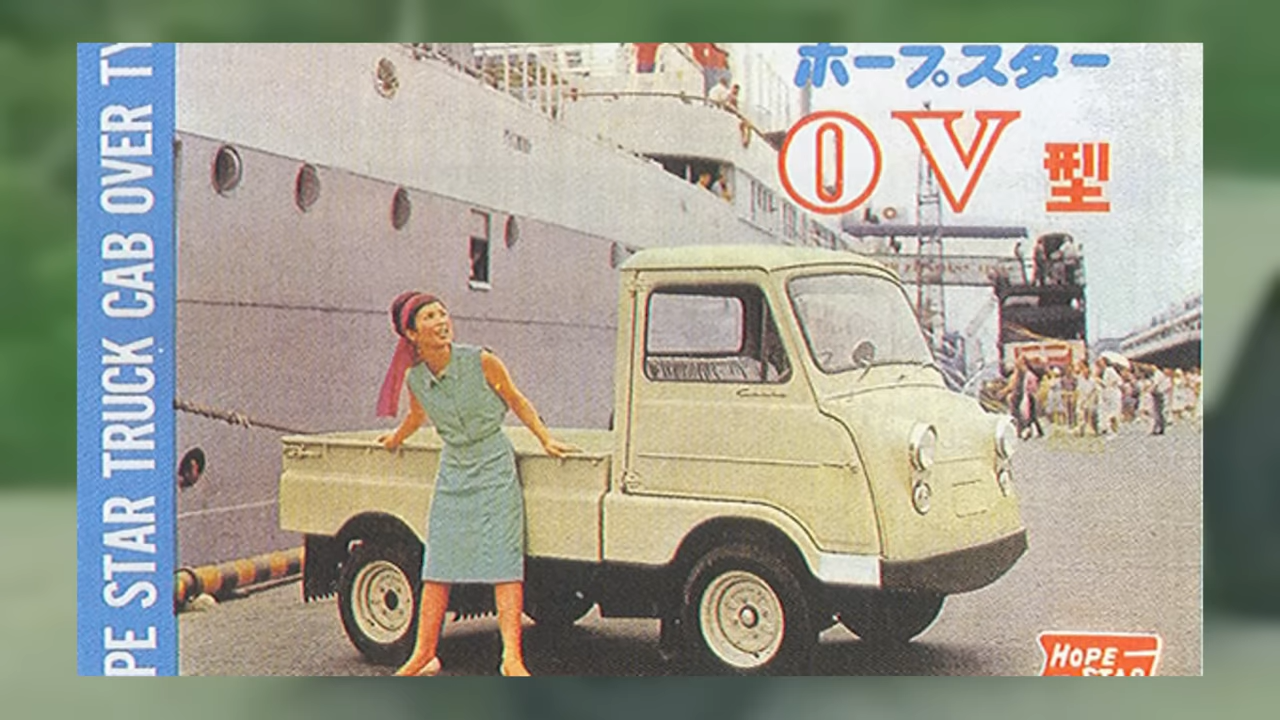 ホープスター
OV型
PE STAR TRUCK CAB OVER TY
HOPE
STAR